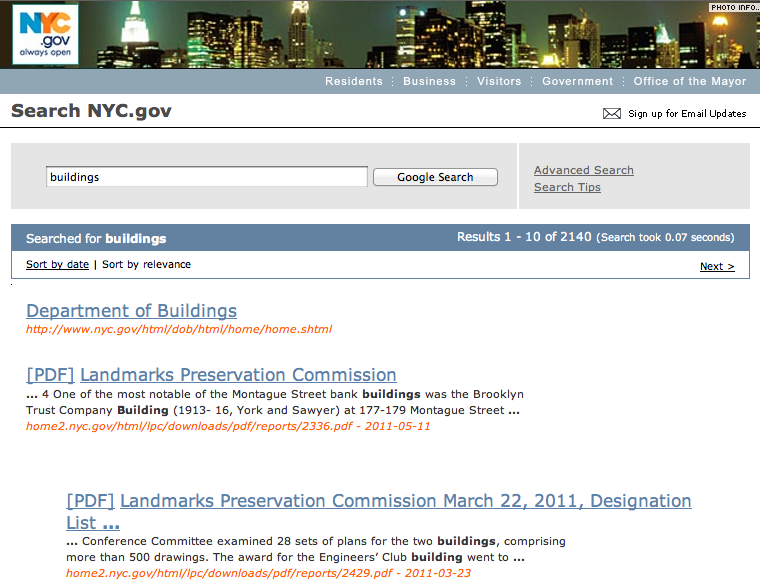 PHOTO INFO..
NYC
.gov
always open
Residents Business Visitors Government Office of the Mayor
Search NYC.gov
Sign up for Email Updates
buildings
Google Search
Advanced Search
Search Tips
Searched for buildings
Results 1 - 10 of 2140 (Search took 0.07 seconds)
Sort by date | Sort by relevance
Next >
Department of Buildings
http://www.nyc.gov/html/dob/html/home/home.shtml
[PDF] Landmarks Preservation Commission
... 4 One of the most notable of the Montague Street bank buildings was the Brooklyn
Trust Company Building (1913- 16, York and Sawyer) at 177-179 Montague Street ...
home2.nyc.gov/html/lpc/downloads/pdf/reports/2336.pdf - 2011-05-11
[PDF] Landmarks Preservation Commission March 22, 2011, Designation
List ...
... Conference Committee examined 28 sets of plans for the two buildings, comprising
more than 500 drawings. The award for the Engineers' Club building went to ...
home2.nyc.gov/html/lpc/downloads/pdf/reports/2429.pdf - 2011-03-23